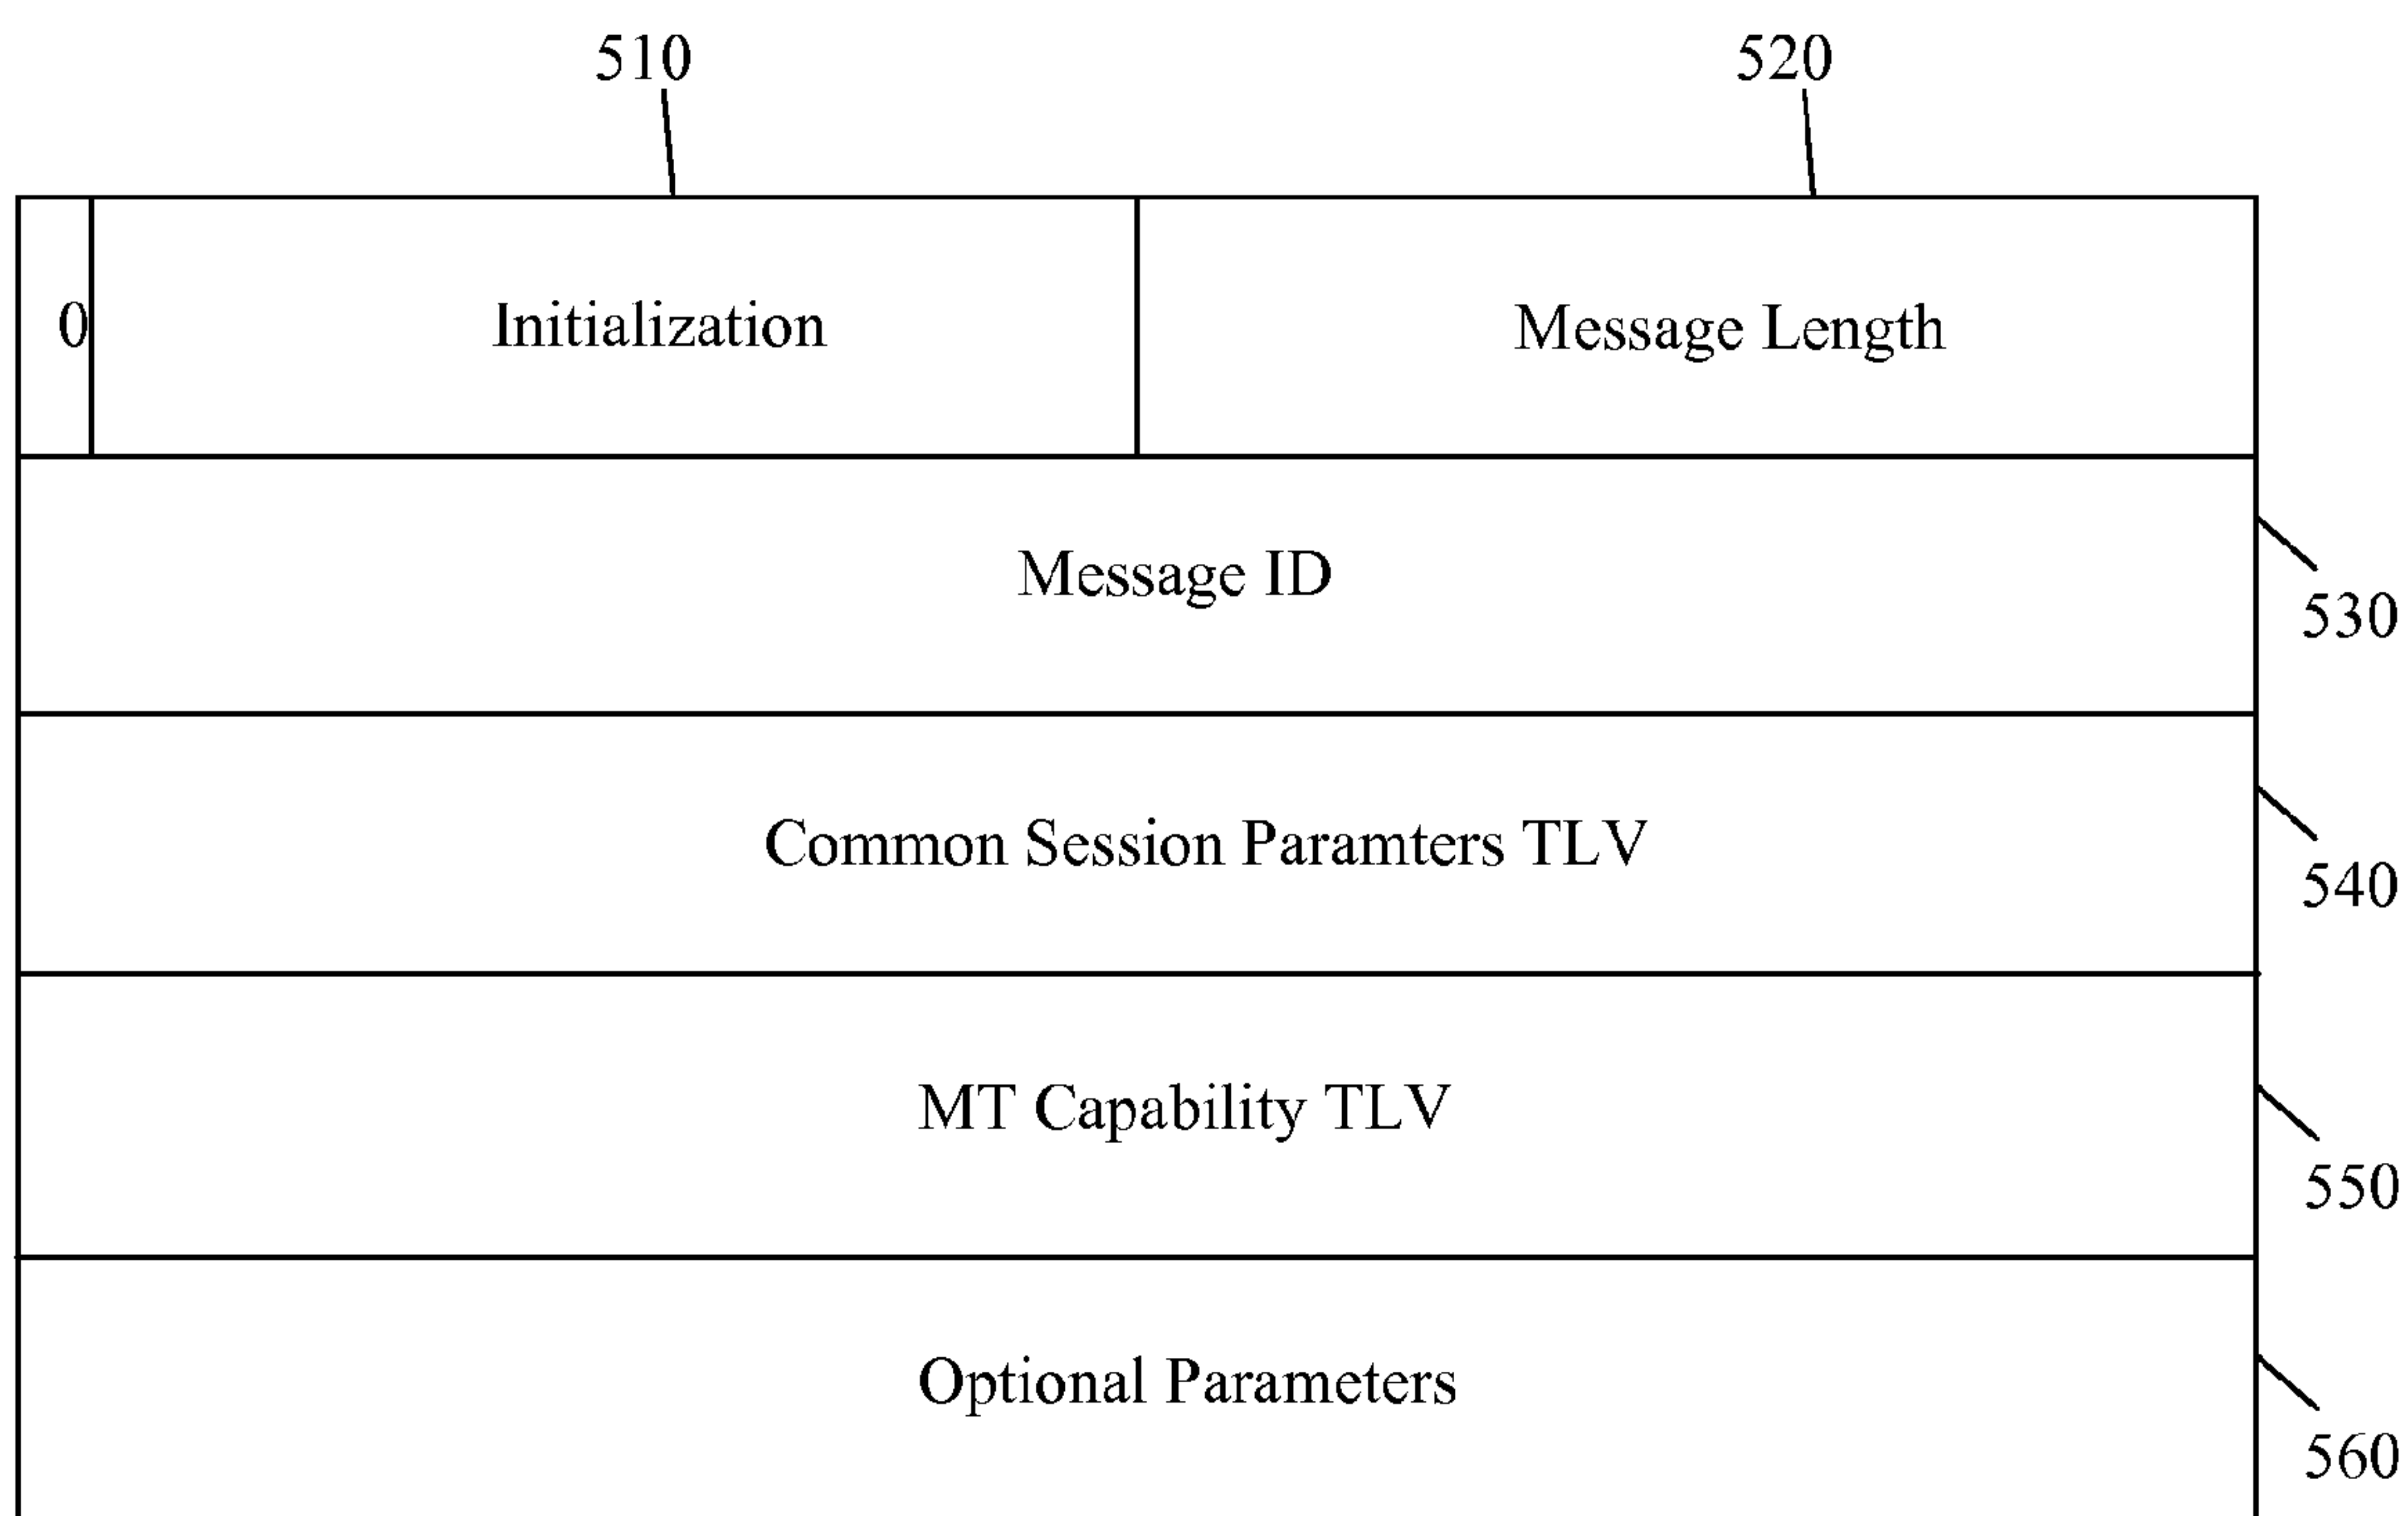 510 520
0 Initialization Message Length
Message ID
530
Common Session Paramters TLV
540
MT Capability TLV
550
Optional Parameters
560